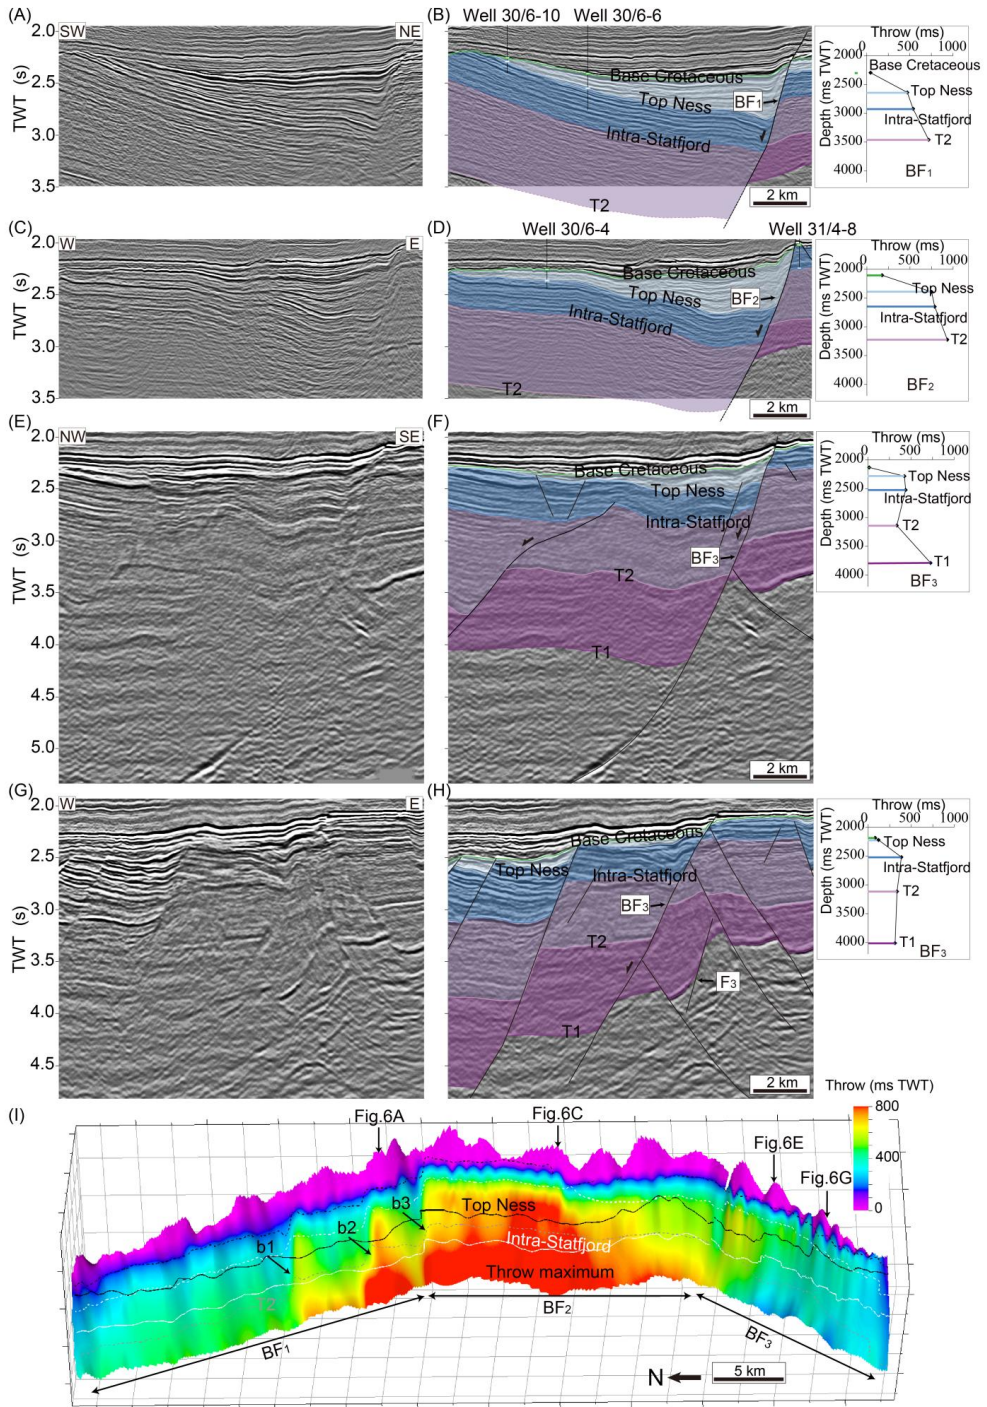 (A)
SW
NE
TWT (s)
2.0
2.5
3.0
3.5
(B)
Well 30/6-10
Well 30/6-6
Base Cretaceous
Top Ness
Intra-Statfjord
T2
BF1
2 km
Throw (ms)
0 500 1000
Depth (ms TWT)
2000
2500
3000
3500
4000
Base Cretaceous
Top Ness
Intra-Statfjord
T2
BF1
(C)
W
E
TWT (s)
2.0
2.5
3.0
3.5
(D)
Well 30/6-4
Well 31/4-8
Base Cretaceous
Top Ness
Intra-Statfjord
T2
BF2
2 km
Throw (ms)
0 500 1000
Depth (ms TWT)
2000
2500
3000
3500
4000
Top Ness
Intra-Statfjord
T2
BF2
(E)
NW
SE
TWT (s)
2.0
2.5
3.0
3.5
4.0
4.5
5.0
(F)
Base Cretaceous
Top Ness
Intra-Statfjord
BF3
T2
T1
2 km
Throw (ms)
0 500 1000
Depth (ms TWT)
2000
2500
3000
3500
4000
Top Ness
Intra-Statfjord
T2
T1
BF3
(G)
W
E
TWT (s)
2.0
2.5
3.0
3.5
4.0
4.5
(H)
Base Cretaceous
Top Ness
Intra-Statfjord
BF3
T2
F3
T1
2 km
Throw (ms)
0 500 1000
Depth (ms TWT)
2000
2500
3000
3500
4000
Top Ness
Intra-Statfjord
T2
T1
BF3
(I)
Throw (ms TWT)
800
400
0
Fig.6A
Fig.6C
Fig.6E
Fig.6G
b1
b2
b3
Top Ness
Intra-Statfjord
Throw maximum
T2
BF1
BF2
BF3
N
5 km